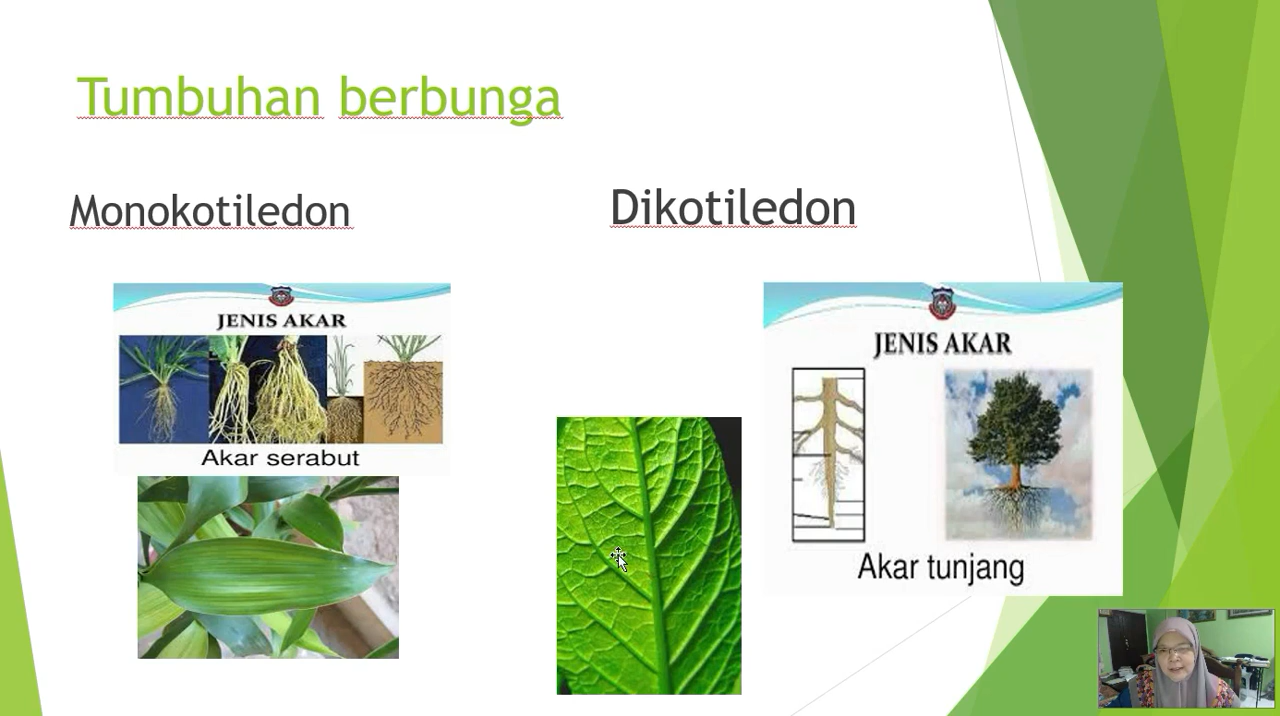 Tumbuhan berbunga
Monokotiledon
Dikotiledon
JENIS AKAR
Akar serabut
JENIS AKAR
Akar tunjang